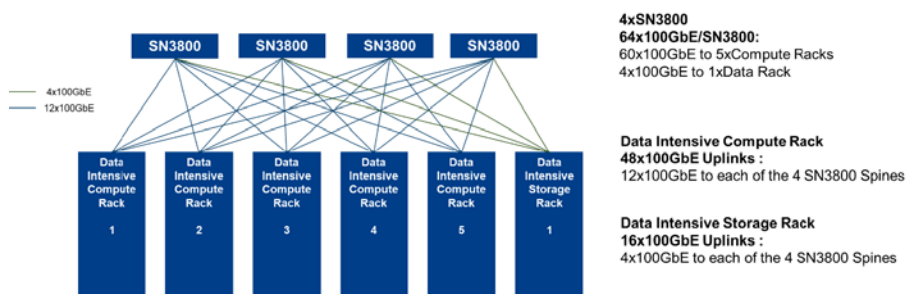 SN3800
SN3800
SN3800
SN3800
4x100GbE
12x100GbE
Data
Intensive
Compute
Rack
1
Data
Intensive
Compute
Rack
2
Data
Intensive
Compute
Rack
3
Data
Intensive
Compute
Rack
4
Data
Intensive
Compute
Rack
5
Data
Intensive
Storage
Rack
1
4xSN3800
64x100GbE/SN3800:
60x100GbE to 5xCompute Racks
4x100GbE to 1xData Rack
Data Intensive Compute Rack
48x100GbE Uplinks :
12x100GbE to each of the 4 SN3800 Spines
Data Intensive Storage Rack
16x100GbE Uplinks :
4x100GbE to each of the 4 SN3800 Spines